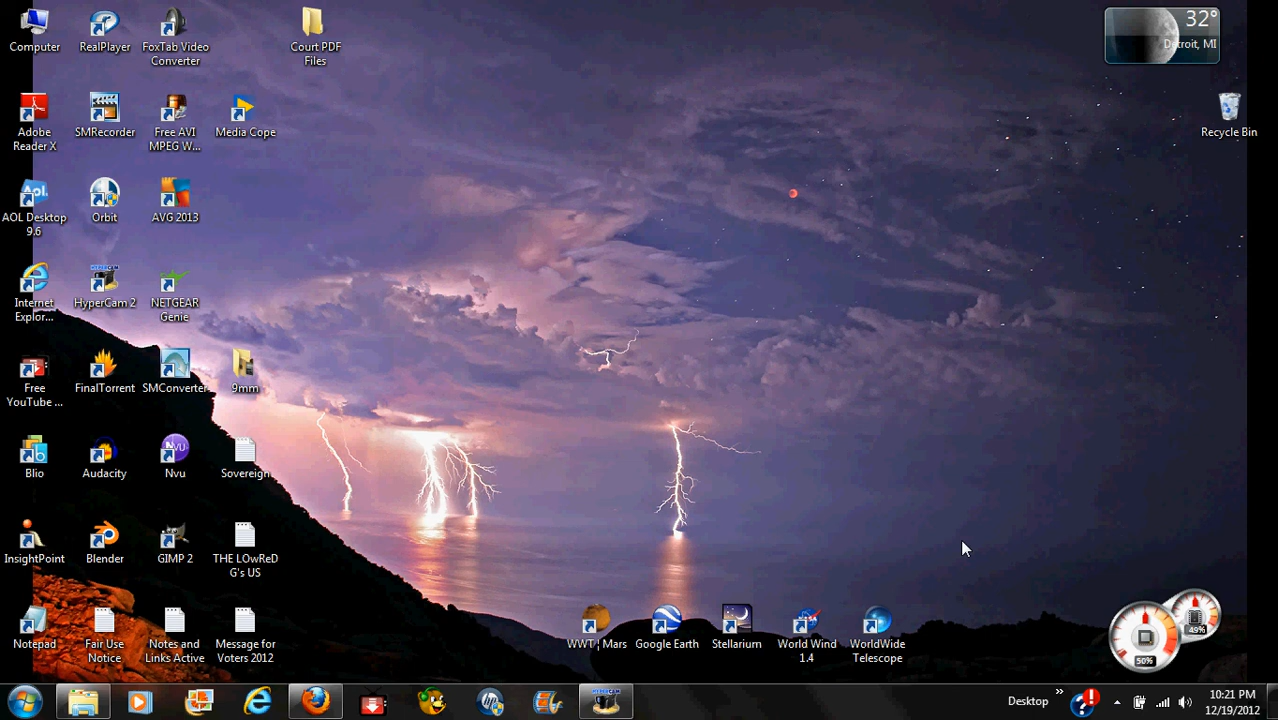 Computer
RealPlayer
FoxTab Video
Converter
Court PDF
Files
32°
Detroit, MI
Adobe
Reader X
SMRecorder
Free AVI
MPEG W...
Media Cope
Recycle Bin
Aol.
AOL Desktop
9.6
Orbit
AVG 2013
Internet
Explor...
HyperCam 2
NETGEAR
Genie
Free
YouTube ...
FinalTorrent
SMConverter
9mm
Blio
Audacity
NVU
Nvu
Sovereign
InsightPoint
Blender
GIMP 2
THE LOwReD
G's US
Notepad
Fair Use
Notice
Notes and
Links Active
Message for
Voters 2012
WWT ¦ Mars
Google Earth
Stellarium
World Wind
1.4
WorldWide
Telescope
49%
50%
Desktop
»
10:21 PM
12/19/2012